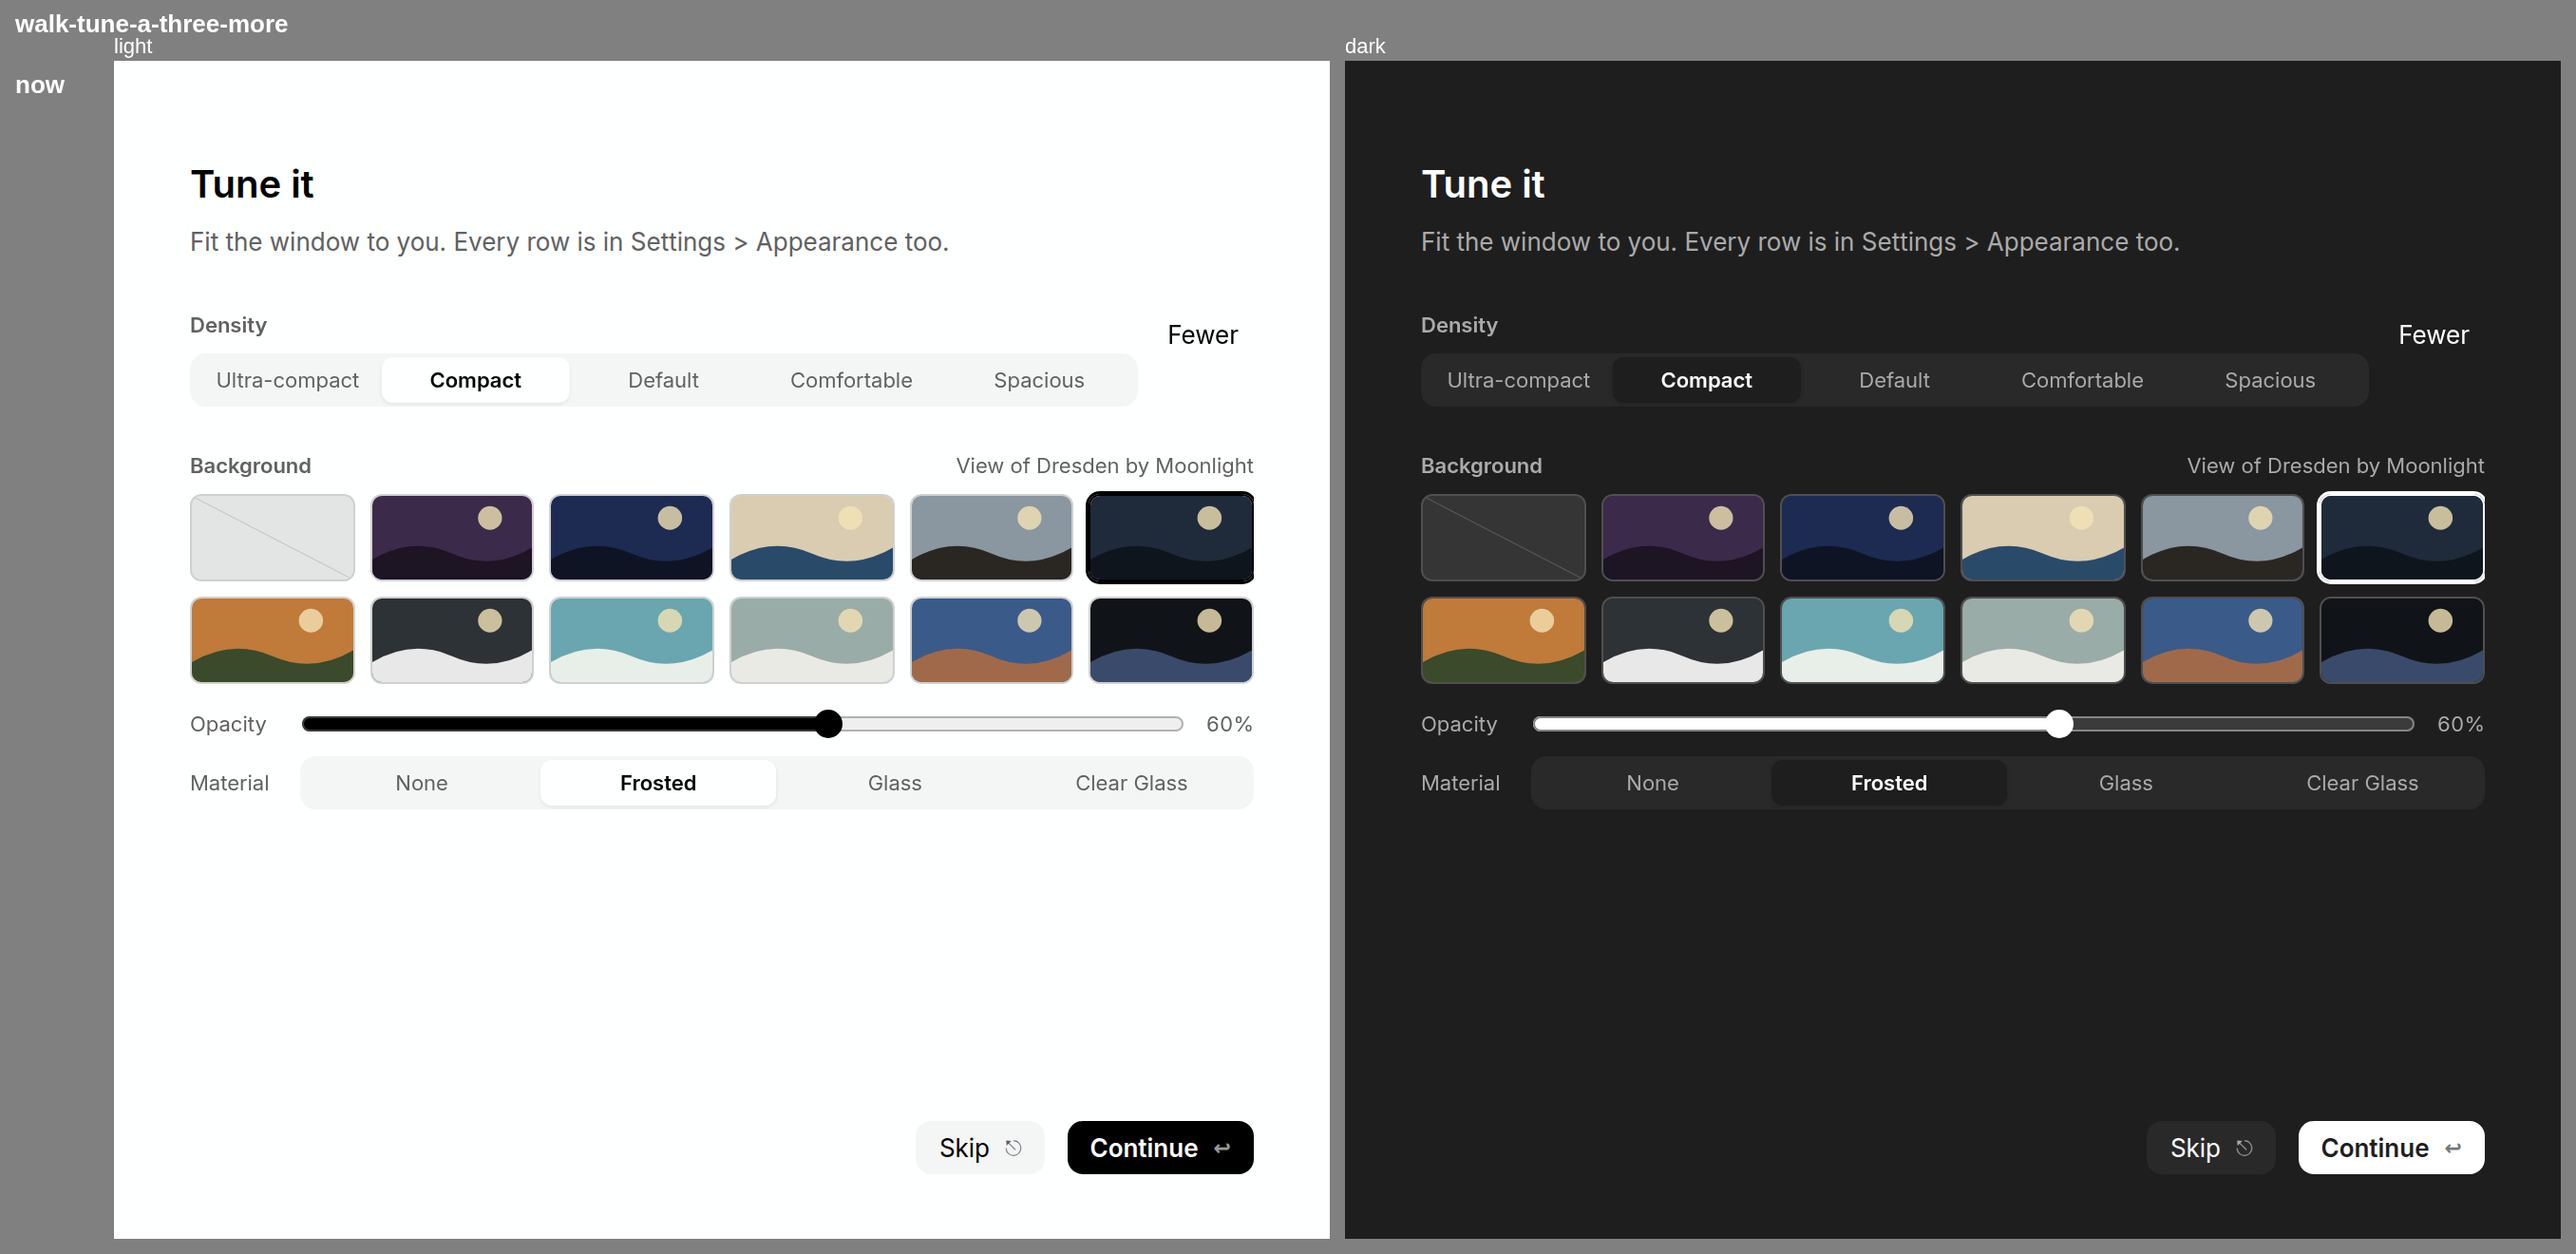 walk-tune-a-three-more
light
dark
now
Tune it
Fit the window to you. Every row is in Settings > Appearance too.
Density
Fewer
Ultra-compact
Compact
Default
Comfortable
Spacious
Background
View of Dresden by Moonlight
Opacity
60%
Material
None
Frosted
Glass
Clear Glass
Skip
Continue
Tune it
Fit the window to you. Every row is in Settings > Appearance too.
Density
Fewer
Ultra-compact
Compact
Default
Comfortable
Spacious
Background
View of Dresden by Moonlight
Opacity
60%
Material
None
Frosted
Glass
Clear Glass
Skip
Continue